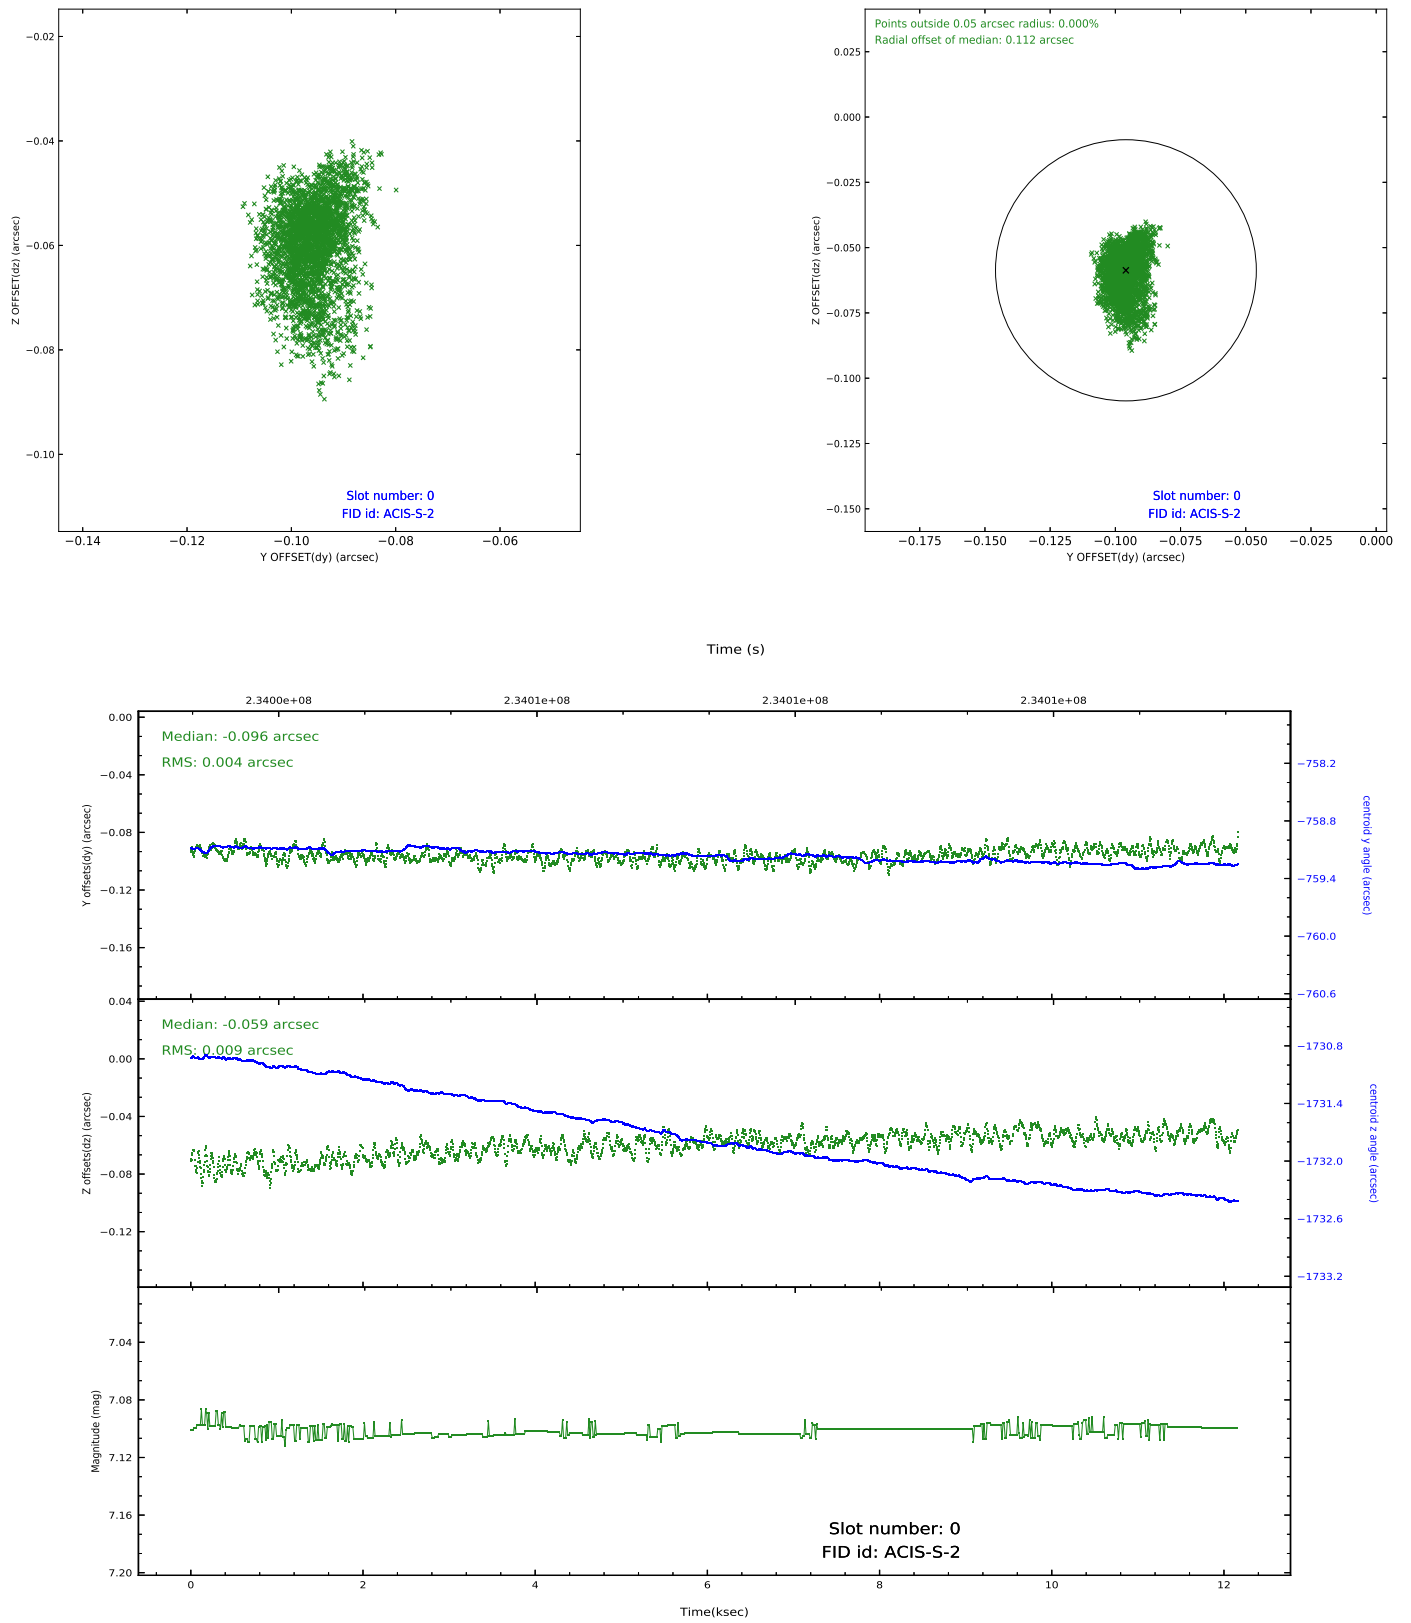 −0.02
−0.04
−0.06
−0.08
−0.10
Z OFFSET(dz) (arcsec)
Slot number: 0
FID id: ACIS-S-2
−0.14
−0.12
−0.10
−0.08
−0.06
Y OFFSET(dy) (arcsec)
Points outside 0.05 arcsec radius: 0.000%
Radial offset of median: 0.112 arcsec
0.025
0.000
−0.025
−0.050
−0.075
−0.100
−0.125
−0.150
Z OFFSET(dz) (arcsec)
Slot number: 0
FID id: ACIS-S-2
−0.175
−0.150
−0.125
−0.100
−0.075
−0.050
−0.025
0.000
Y OFFSET(dy) (arcsec)
Time (s)
2.3400e+08
2.3401e+08
2.3401e+08
2.3401e+08
0.00
−0.04
−0.08
−0.12
−0.16
Y offsets(dy) (arcsec)
Median: -0.096 arcsec
RMS: 0.004 arcsec
−758.2
−758.8
−759.4
−760.0
−760.6
centroid y angle (arcsec)
0.04
0.00
−0.04
−0.08
−0.12
Z offsets(dz) (arcsec)
Median: -0.059 arcsec
RMS: 0.009 arcsec
−1730.8
−1731.4
−1732.0
−1732.6
−1733.2
centroid z angle (arcsec)
7.04
7.08
7.12
7.16
7.20
Magnitude (mag)
Slot number: 0
FID id: ACIS-S-2
0
2
4
6
8
10
12
Time(ksec)